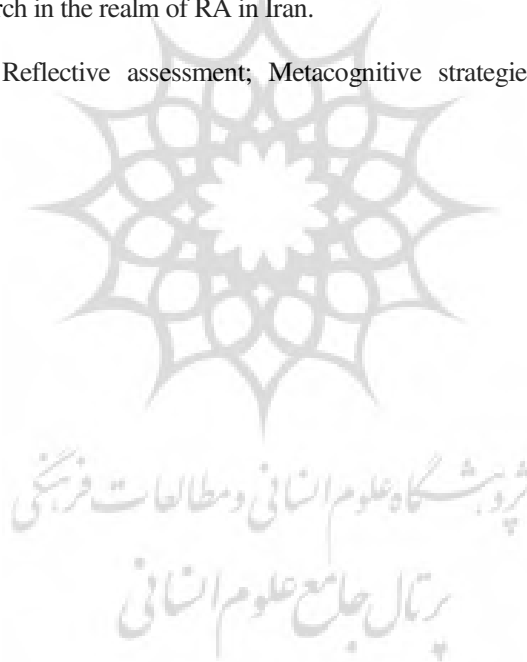 rch in the realm of RA in Iran.
Reflective assessment; Metacognitive strategie
پژوهشگاه علوم انسانی و مطالعات فرہنگی
پرتال جامع علوم انسانی